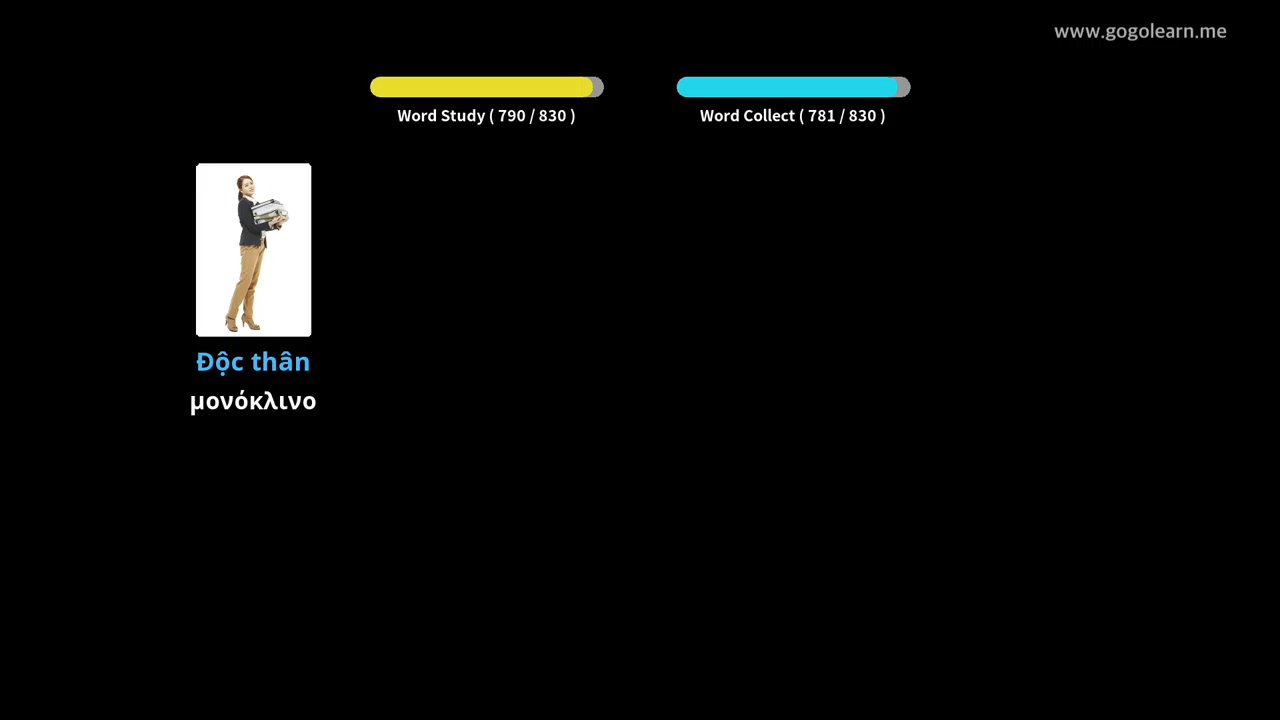 www.gogolearn.me
Word Study ( 790 / 830 )
Word Collect ( 781 / 830 )
Độc thân
μονόκλινο